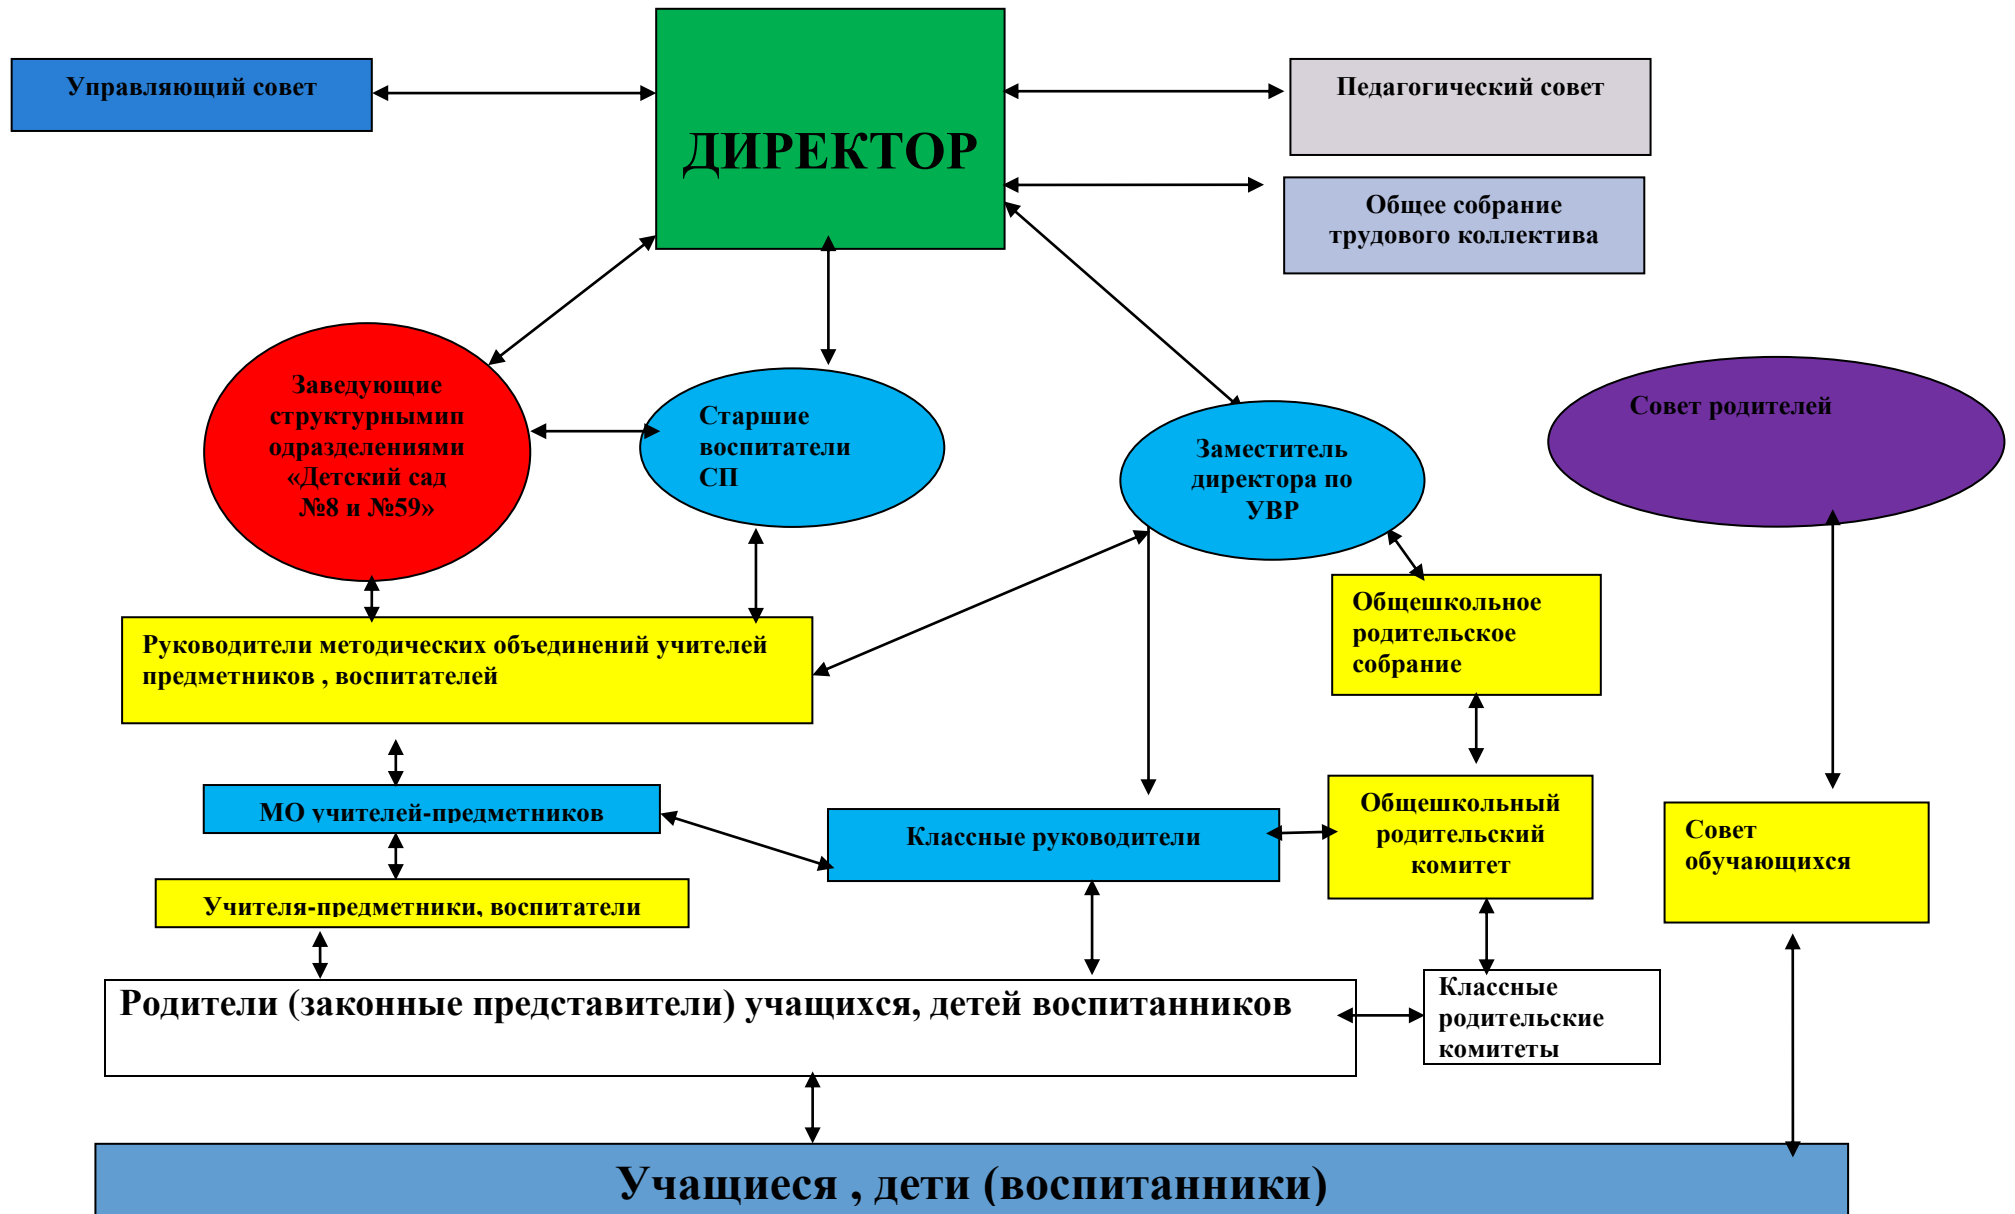 Управляющий совет
ДИРЕКТОР
Педагогический совет
Общее собрание
трудового коллектива
Заведующие
структурнымип
одразделениями
«Детский сад
№8 и №59»
Старшие
воспитатели
СП
Заместитель
директора по
УВР
Совет родителей
Общешкольное
родительское
собрание
Руководители методических объединений учителей
предметников , воспитателей
МО учителей-предметников
Классные руководители
Общешкольный
родительский
комитет
Совет
обучающихся
Учителя-предметники, воспитатели
Родители (законные представители) учащихся, детей воспитанников
Классные
родительские
комитеты
Учащиеся , дети (воспитанники)